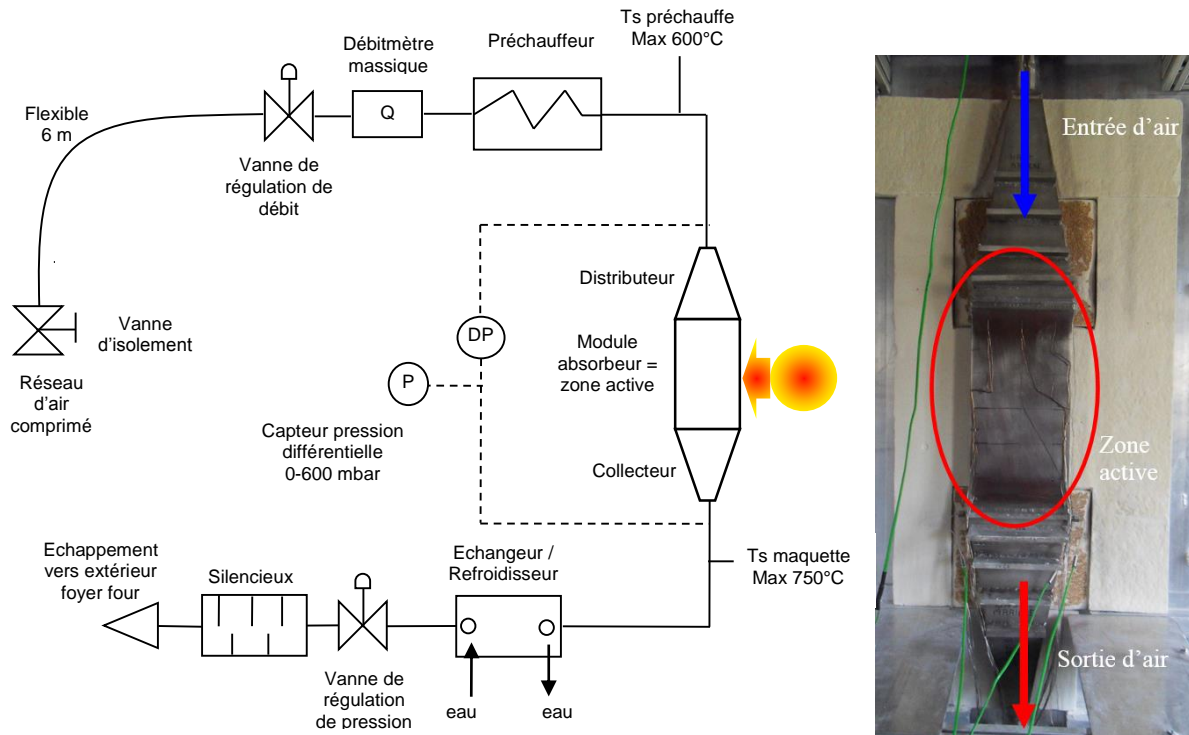 Ts préchauffe
Max 600°C
Débitmètre
massique
Préchauffeur
Flexible
6 m
Q
Vanne de
régulation de
débit
Entrée d'air
Distributeur
DP
Vanne
d'isolement
Module
absorbeur =
zone active
P
Réseau
d'air
comprimé
Capteur pression
différentielle
0-600 mbar
Collecteur
Zone
active
Echappement
vers extérieur
foyer four
Silencieux
Echangeur /
Refroidisseur
Ts maquette
Max 750°C
Vanne de
régulation
de pression
eau
eau
Sortie d'air